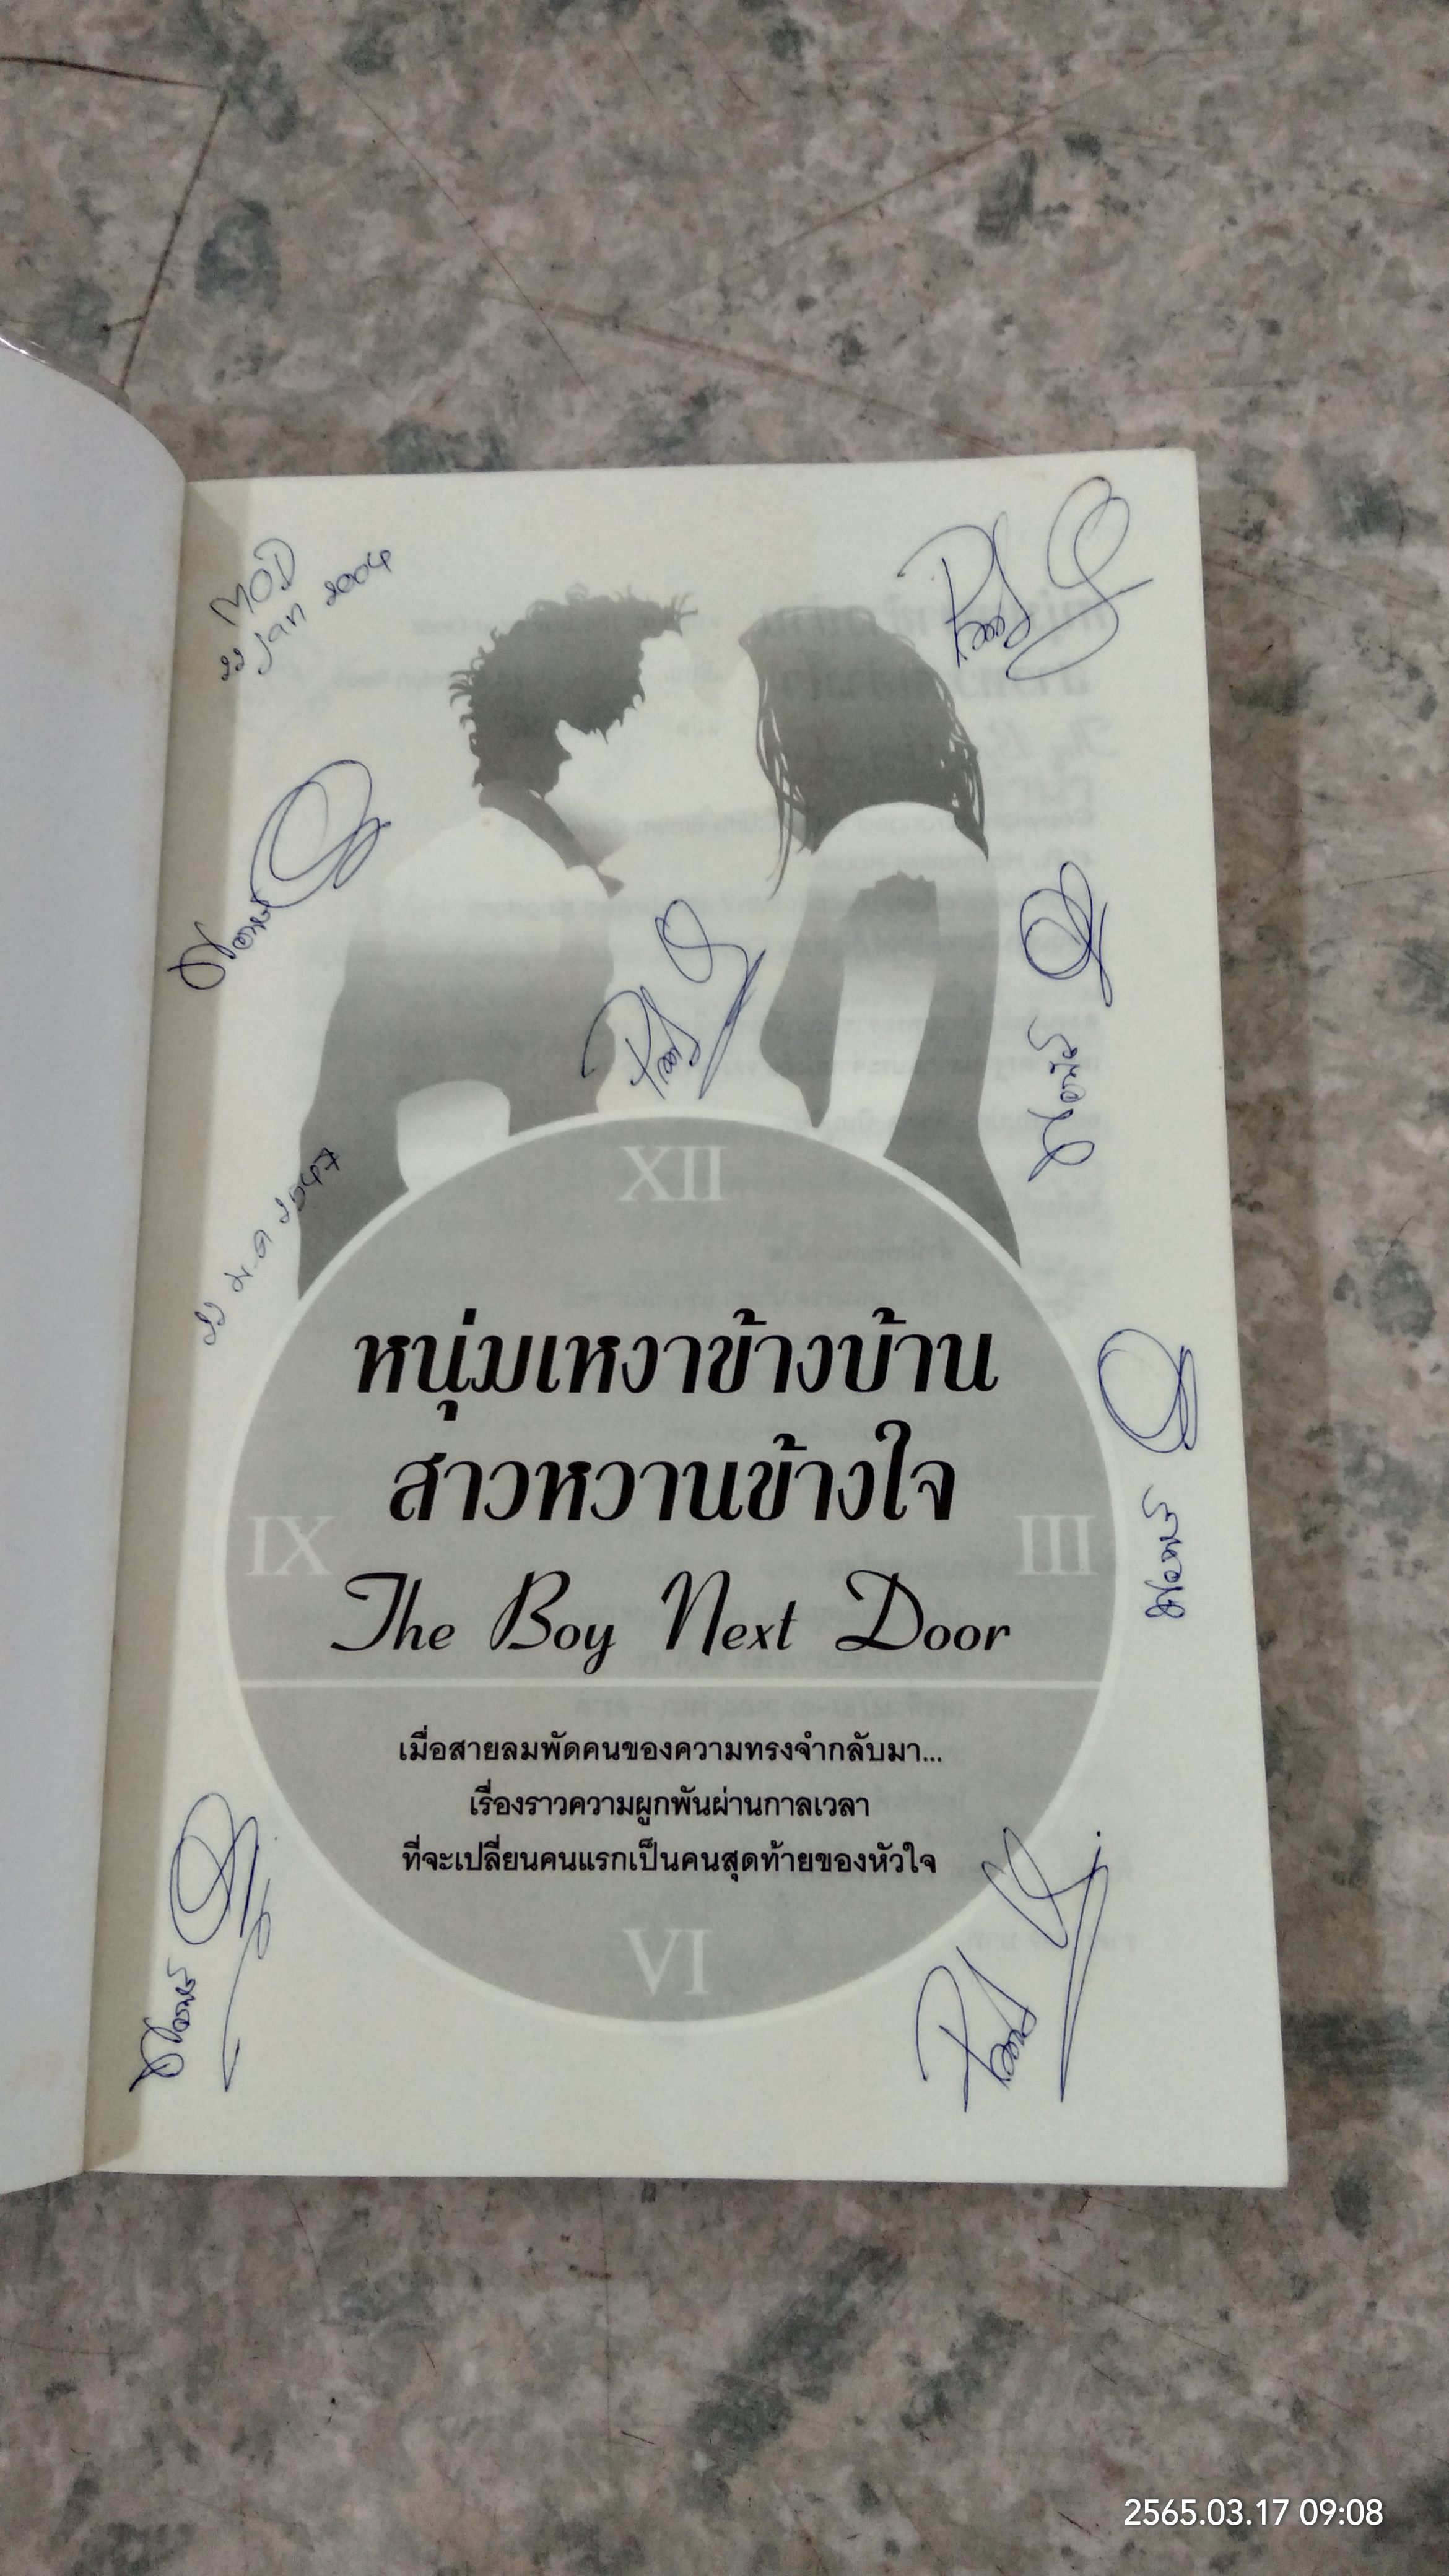 MOD
22 Jan 2004
22 ม.ค 2547
XII
หนุ่มเหงาข้างบ้าน
สาวหวานข้างใจ
IX
III
The Boy Next Door
เมื่อสายลมพัดคนของความทรงจำกลับมา...
เรื่องราวความผูกพันผ่านกาลเวลา
ที่จะเปลี่ยนคนแรกเป็นคนสุดท้ายของหัวใจ
VI
2565.03.17 09:08